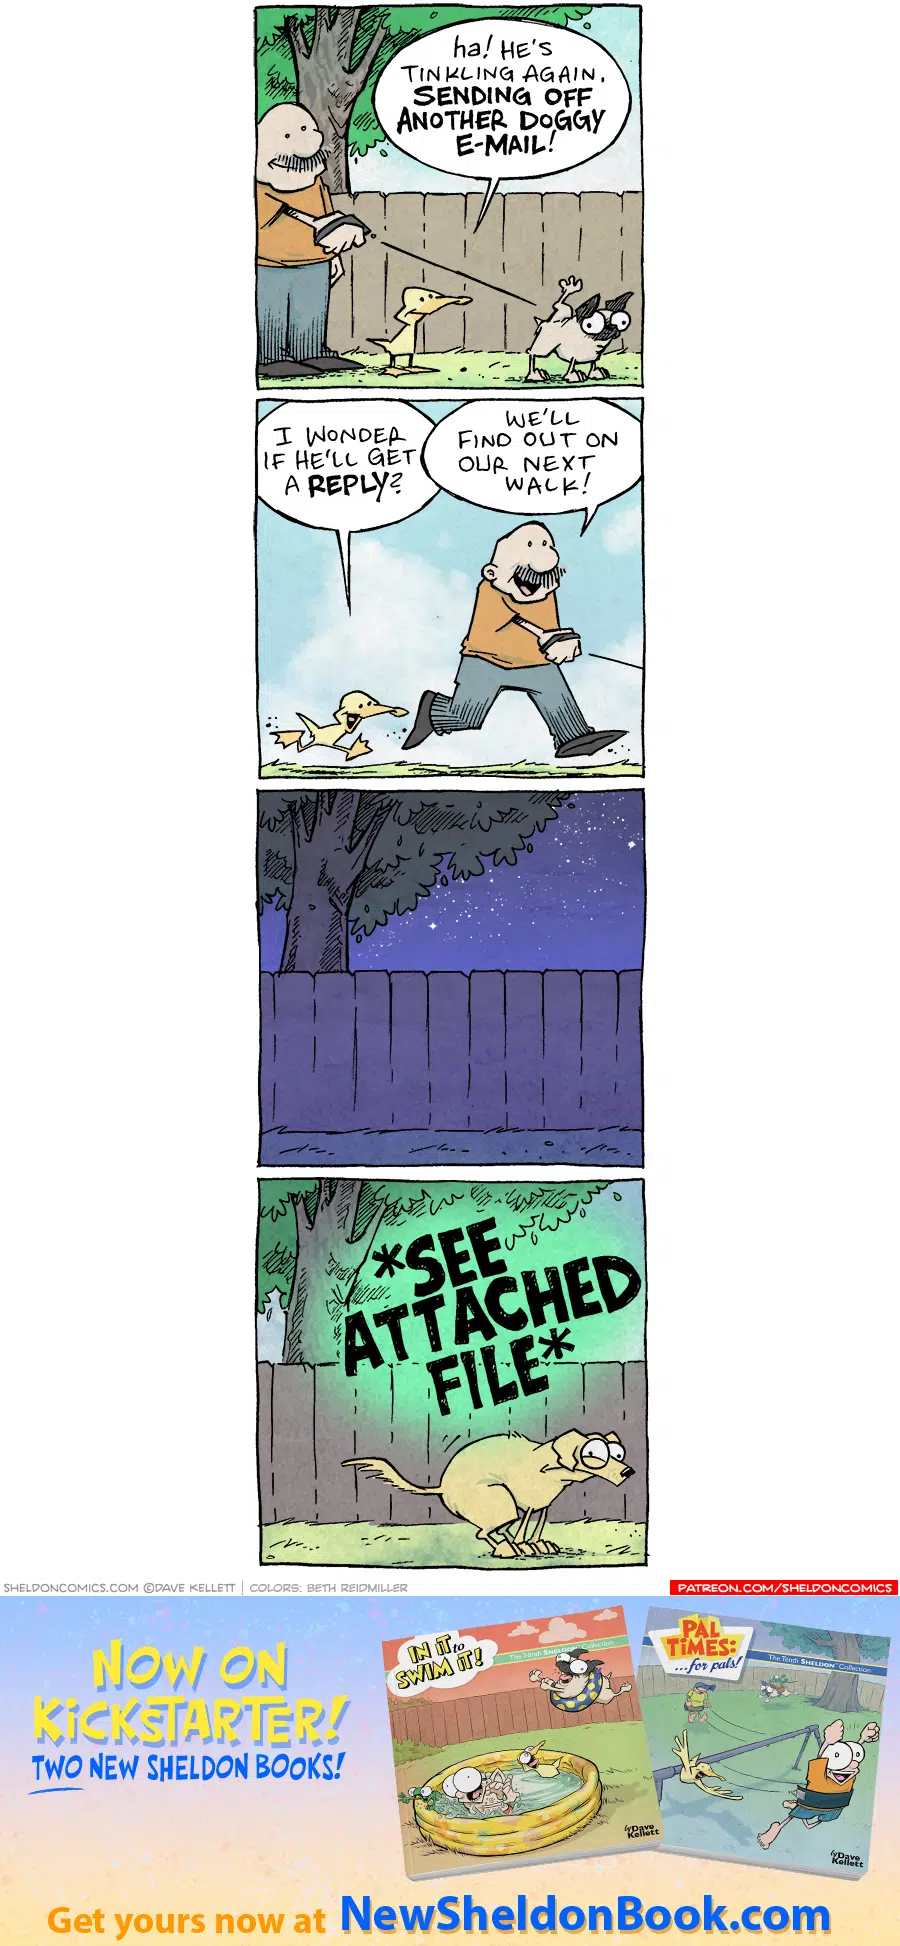 ha! HE'S
TINKLING AGAIN,
SENDING OFF
ANOTHER DOGGY
E-MAIL!
I WONDER
IF HE'LL GET
A REPLY?
WE'LL
FIND OUT ON
OUR NEXT
WALK!
*SEE
ATTACHED
FILE*
SHELDONCOMICS.COM ©DAVE KELLETT | COLORS: BETH REIDMILLER
PATREON.COM/SHELDONCOMICS
NOW ON
KICKSTARTER!
TWO NEW SHELDON BOOKS!
IN IT to
SWIM IT!
The Ninth SHELDON™ Collection
by Dave
Kellett
PAL
TIMES:
...for pals!
The Tenth SHELDON™ Collection
by Dave
Kellett
Get yours now at NewSheldonBook.com